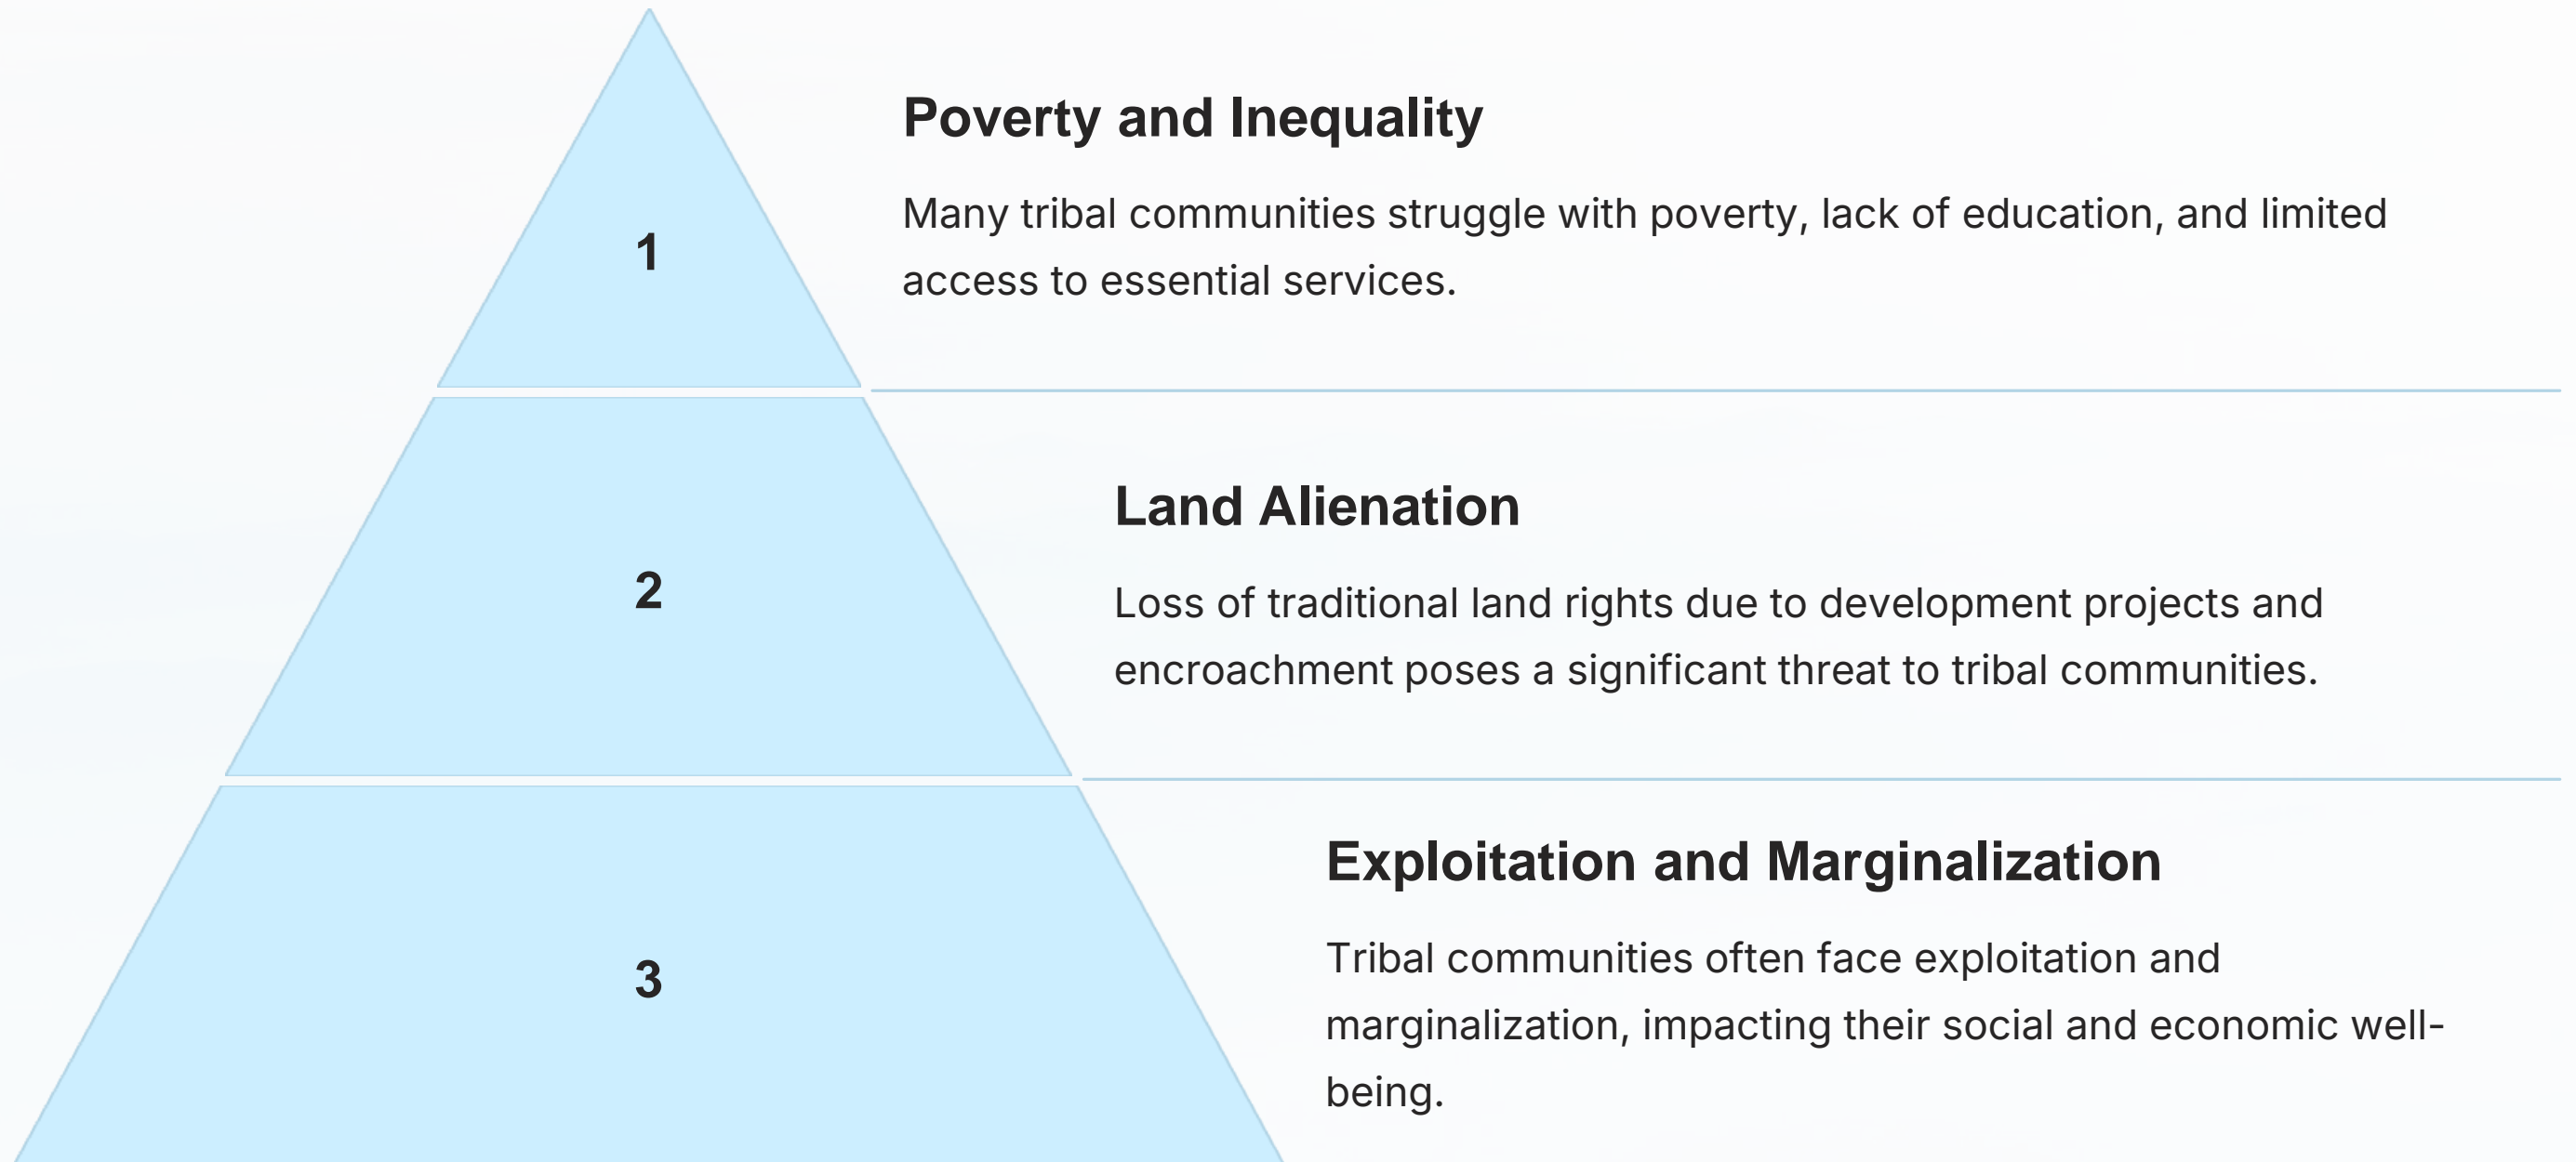 1
Poverty and Inequality
Many tribal communities struggle with poverty, lack of education, and limited
access to essential services.
2
Land Alienation
Loss of traditional land rights due to development projects and
encroachment poses a significant threat to tribal communities.
3
Exploitation and Marginalization
Tribal communities often face exploitation and
marginalization, impacting their social and economic well-
being.